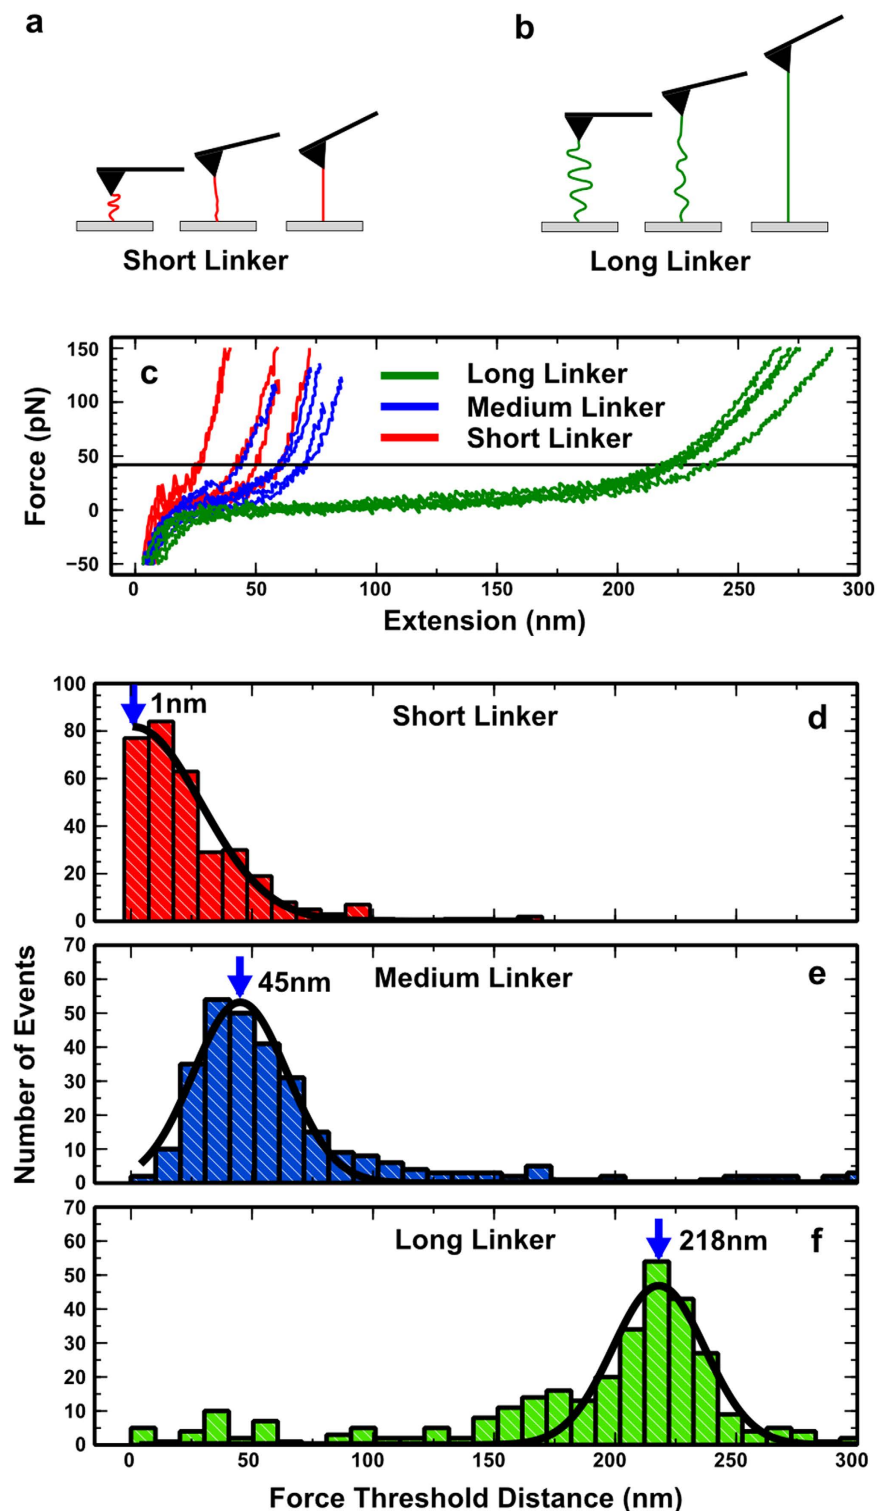 a
b
Short Linker
Long Linker
c
Long Linker
Medium Linker
Short Linker
150
100
50
0
−50
Force (pN)
0 50 100 150 200 250 300
Extension (nm)
100
80
60
40
20
0
1nm
Short Linker
d
70
60
50
40
30
20
10
0
45nm
Medium Linker
e
Number of Events
70
60
50
40
30
20
10
0
Long Linker
218nm
f
0 50 100 150 200 250 300
Force Threshold Distance (nm)